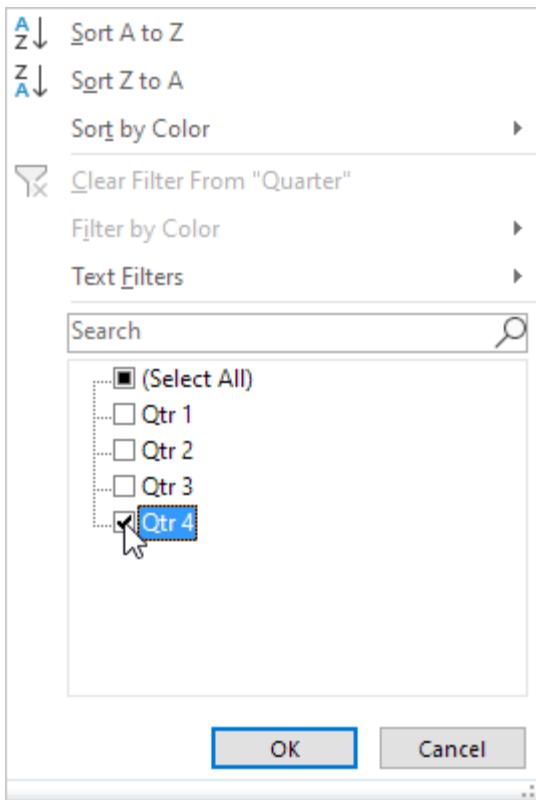 Sort A to Z
Sort Z to A
Sort by Color
Clear Filter From "Quarter"
Filter by Color
Text Filters
Search
(Select All)
Qtr 1
Qtr 2
Qtr 3
Qtr 4
OK Cancel